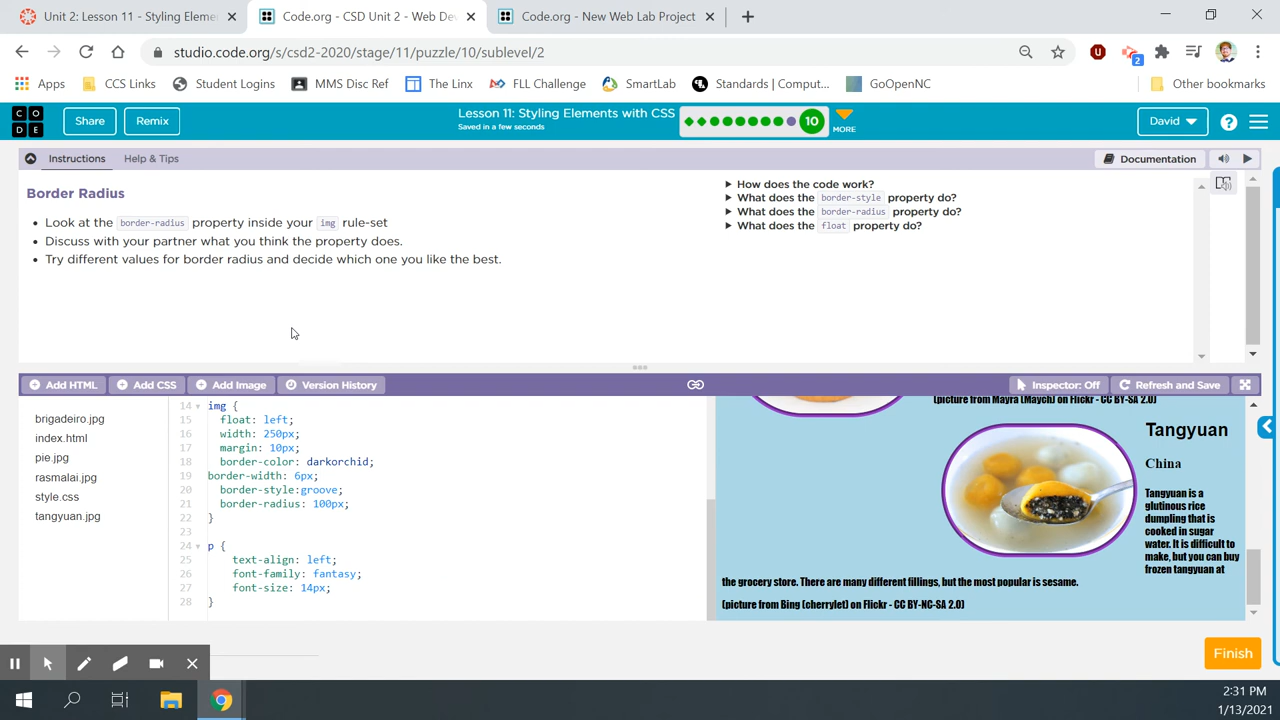 Unit 2: Lesson 11 - Styling Eleme
Code.org - CSD Unit 2 - Web De
Code.org - New Web Lab Project
studio.code.org/s/csd2-2020/stage/11/puzzle/10/sublevel/2
2
Apps
CCS Links
Student Logins
MMS Disc Ref
The Linx
FLL Challenge
SmartLab
Standards | Comput...
GoOpenNC
Other bookmarks
CODE
Share
Remix
Lesson 11: Styling Elements with CSS
Saved in a few seconds
10
MORE
David
Instructions
Help & Tips
Documentation
Border Radius
• Look at the border-radius property inside your img rule-set
• Discuss with your partner what you think the property does.
• Try different values for border radius and decide which one you like the best.
How does the code work?
What does the border-style property do?
What does the border-radius property do?
What does the float property do?
Add HTML
Add CSS
Add Image
Version History
Inspector: Off
Refresh and Save
brigadeiro.jpg
index.html
pie.jpg
rasmalai.jpg
style.css
tangyuan.jpg
14 img {
15 float: left;
16 width: 250px;
17 margin: 10px;
18 border-color: darkorchid;
19 border-width: 6px;
20 border-style:groove;
21 border-radius: 100px;
22 }
23
24 p {
25 text-align: left;
26 font-family: fantasy;
27 font-size: 14px;
28 }
(picture from Mayra (Maych) on Flickr - CC BY-SA 2.0)
Tangyuan
China
Tangyuan is a
glutinous rice
dumpling that is
cooked in sugar
water. It is difficult to
make, but you can buy
frozen tangyuan at
the grocery store. There are many different fillings, but the most popular is sesame.
(picture from Bing (cherrylet) on Flickr - CC BY-NC-SA 2.0)
Finish
2:31 PM
1/13/2021